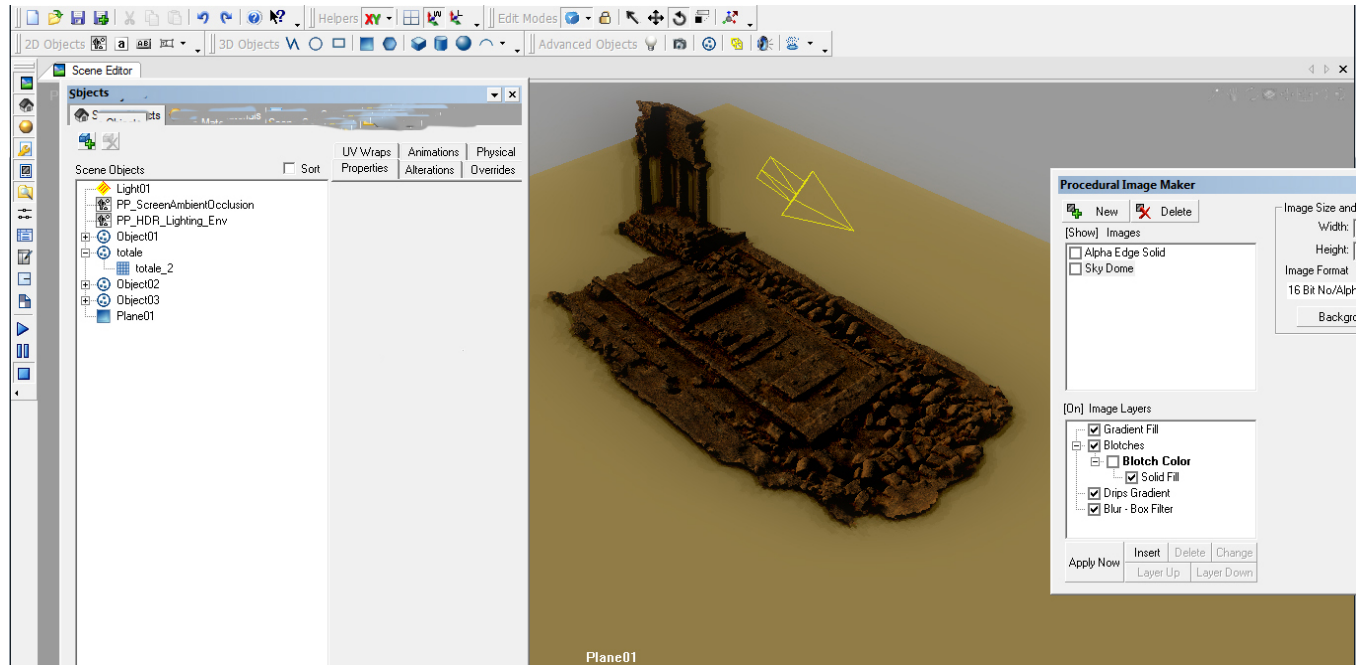 Helpers XY Edit Modes
2D Objects a AB 3D Objects Advanced Objects
Scene Editor
Sbjects
UV Wraps Animations Physical
Scene Objects Sort Properties Alterations Overrides
Light01
PP_ScreenAmbientOcclusion
PP_HDR_Lighting_Env
Object01
totale
totale_2
Object02
Object03
Plane01
Plane01
Procedural Image Maker
New Delete
[Show] Images
Alpha Edge Solid
Sky Dome
Image Size and
Width:
Height:
Image Format
16 Bit No/Alph
Backgro
[On] Image Layers
Gradient Fill
Blotches
Blotch Color
Solid Fill
Drips Gradient
Blur - Box Filter
Apply Now Insert Delete Change
Layer Up Layer Down